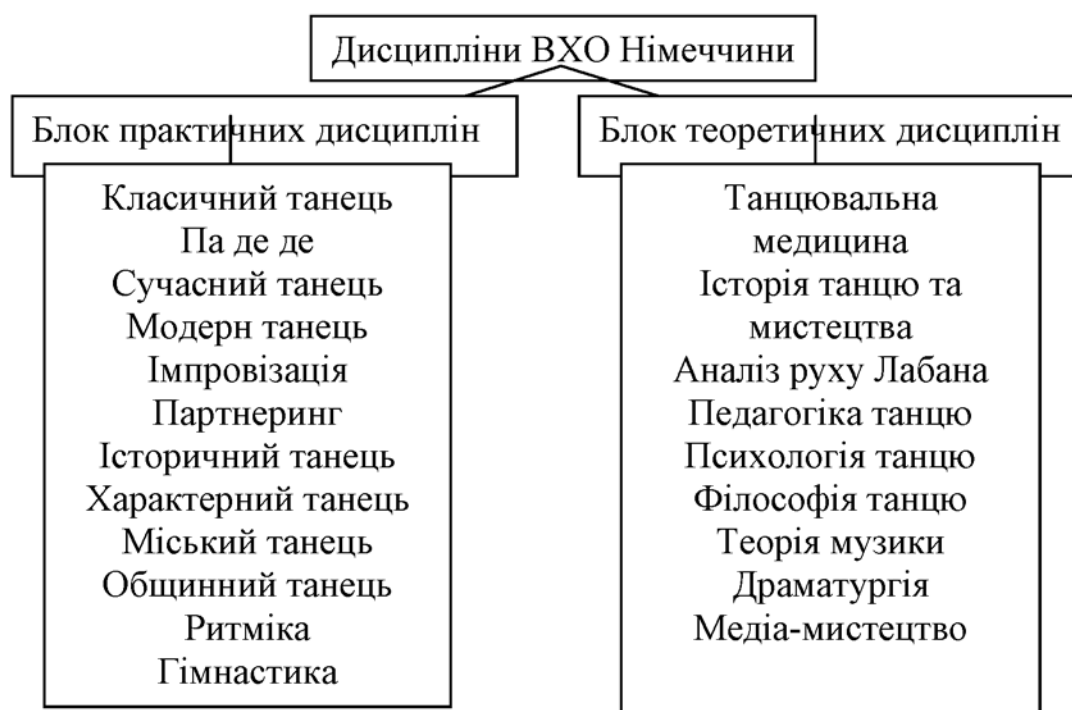 Дисципліни ВХО Німеччини
Блок практичних дисциплін
Класичний танець
Па де де
Сучасний танець
Модерн танець
Імпровізація
Партнеринг
Історичний танець
Характерний танець
Міський танець
Общинний танець
Ритміка
Гімнастика
Блок теоретичних дисциплін
Танцювальна
медицина
Історія танцю та
мистецтва
Аналіз руху Лабана
Педагогіка танцю
Психологія танцю
Філософія танцю
Теорія музики
Драматургія
Медіа-мистецтво